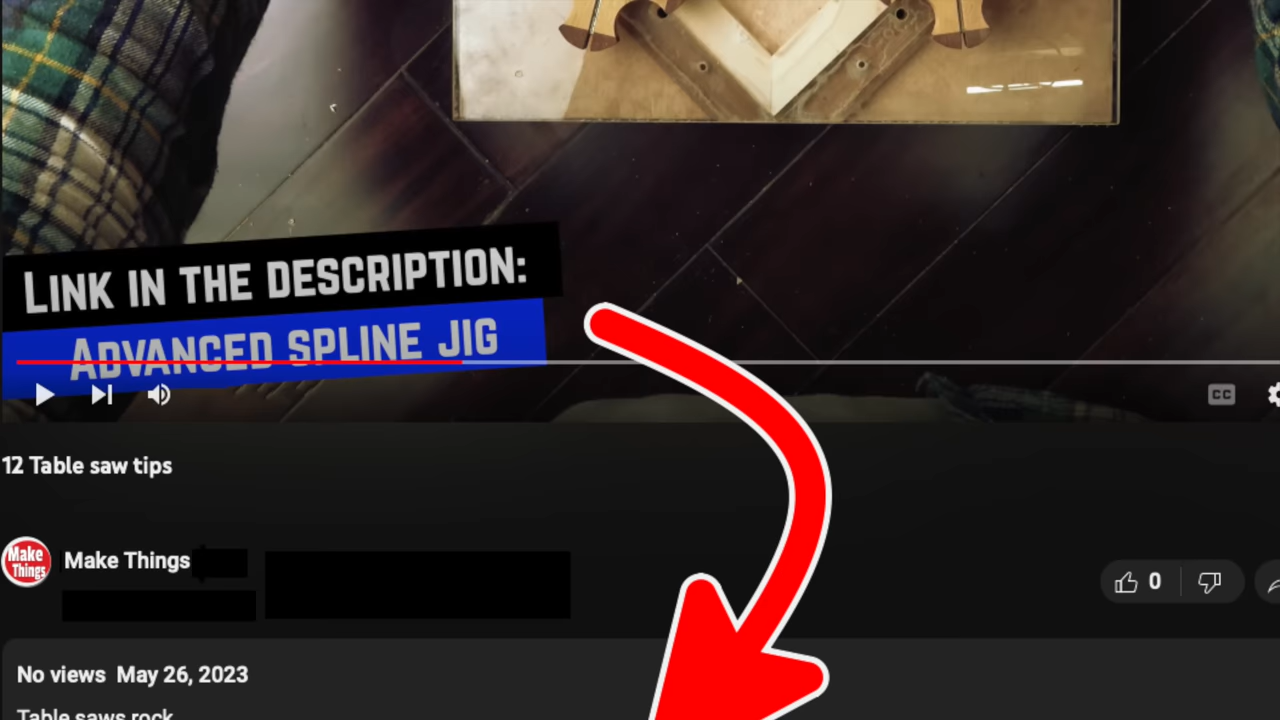 LINK IN THE DESCRIPTION:
ADVANCED SPLINE JIG
CC
12 Table saw tips
Make Things
Make
Things
0
No views May 26, 2023
Table saws rock